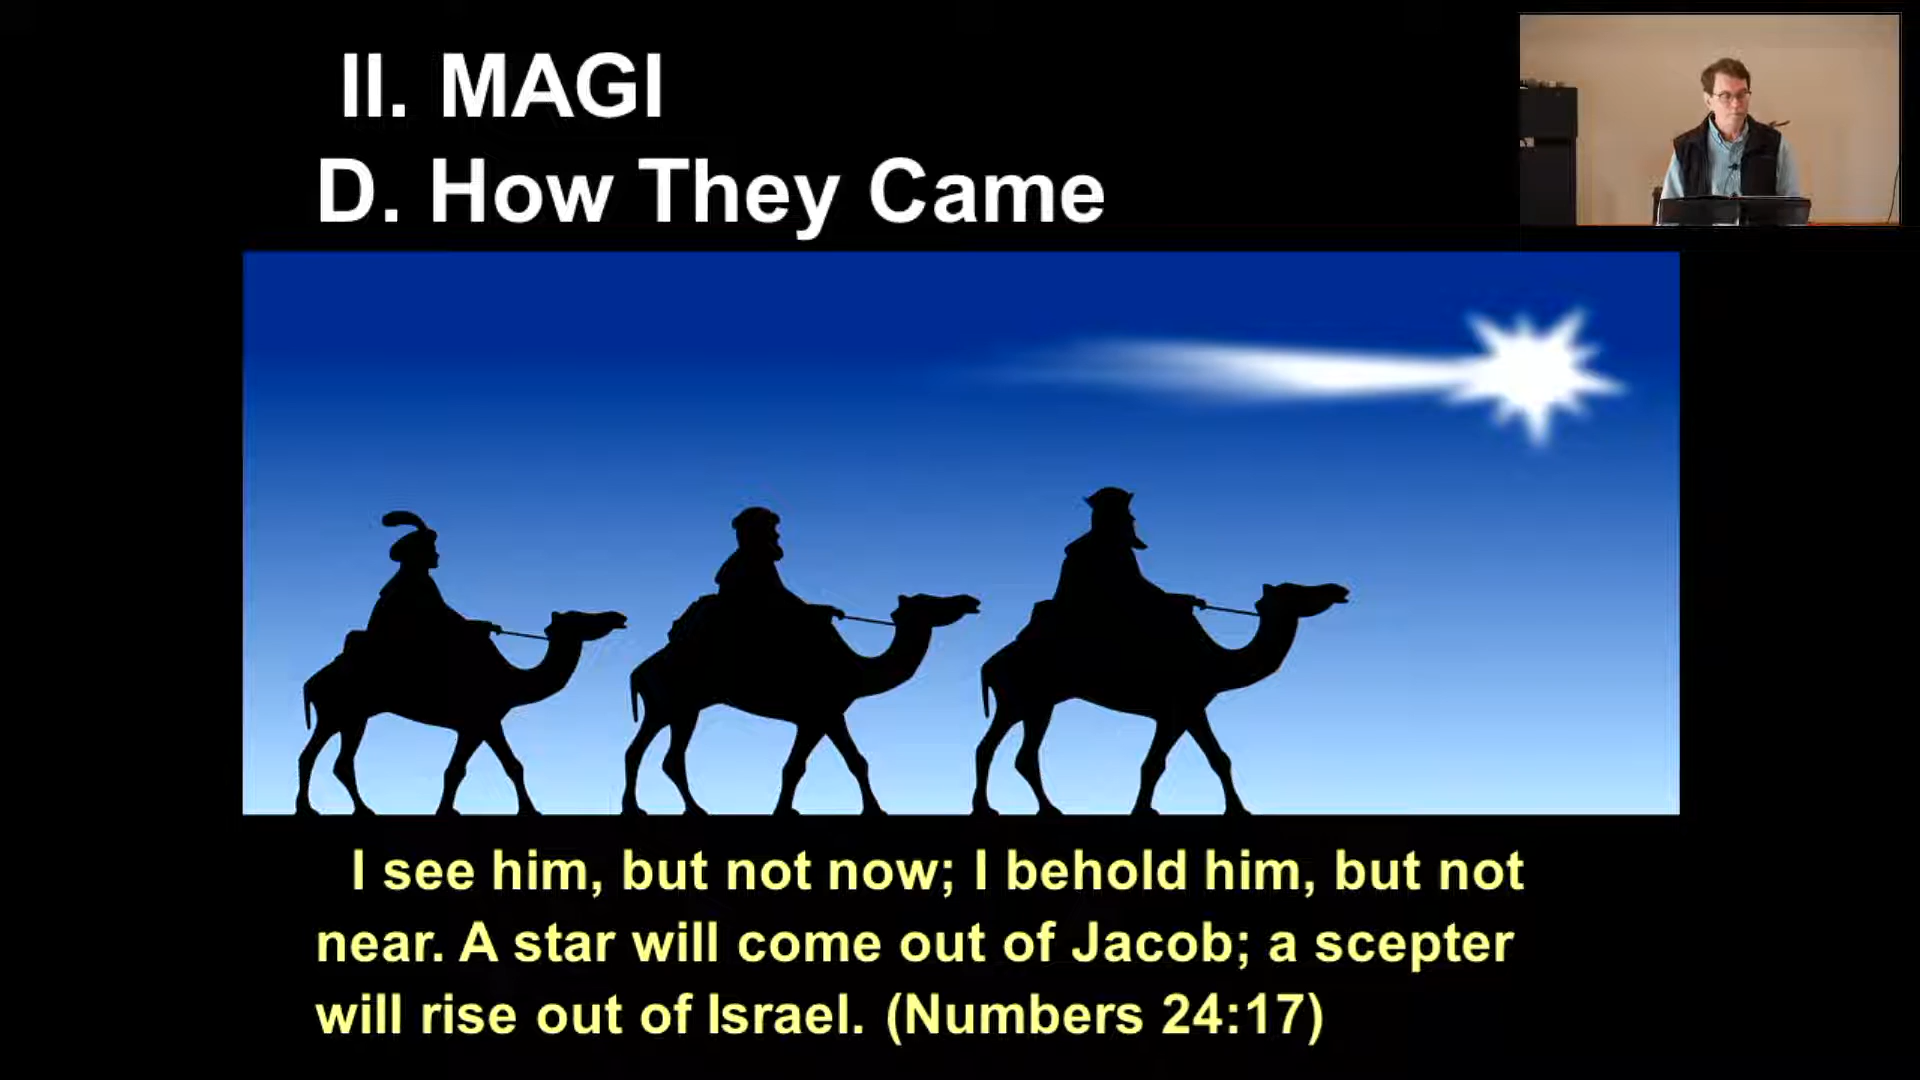 II. MAGI
D. How They Came
I see him, but not now; I behold him, but not
near. A star will come out of Jacob; a scepter
will rise out of Israel. (Numbers 24:17)